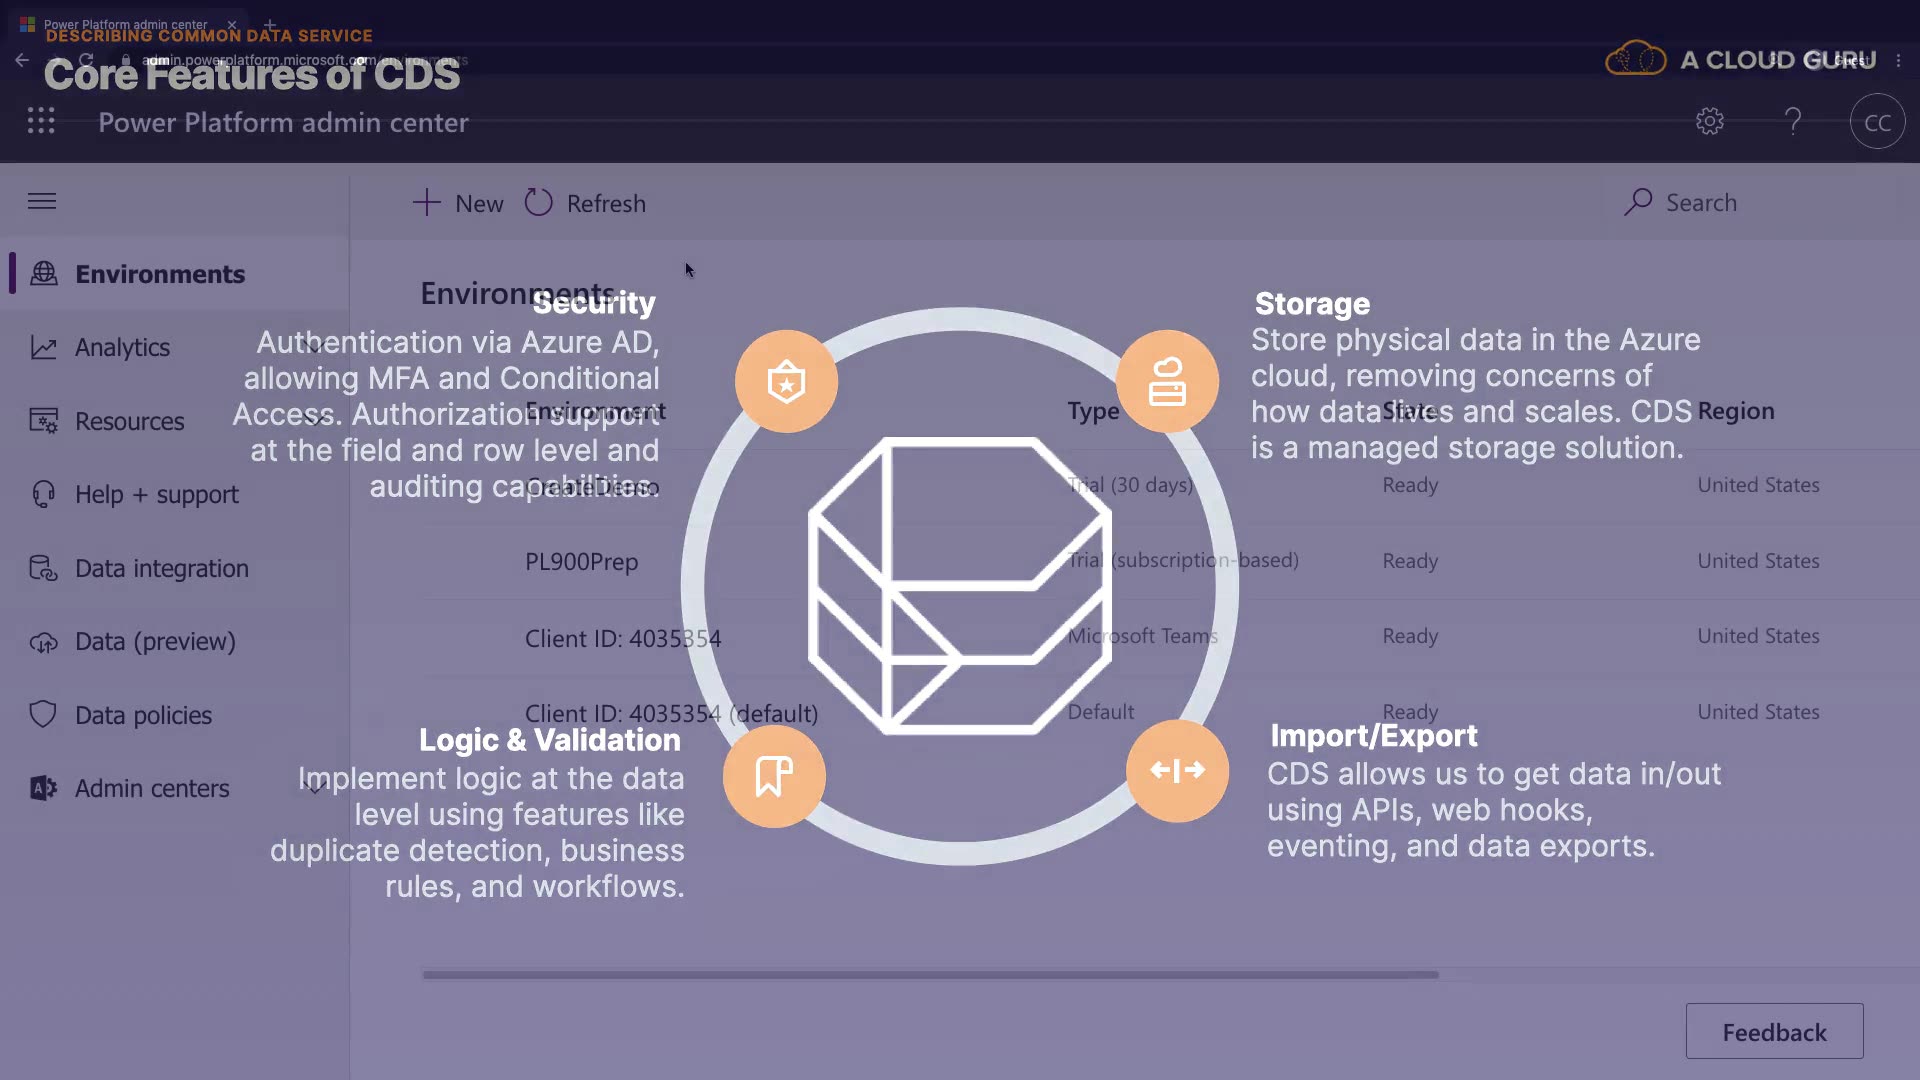 Power Platform admin center
DESCRIBING COMMON DATA SERVICE
admin.powerplatform.microsoft.com/environments
Core Features of CDS
A CLOUD GURU
Guest
Power Platform admin center
?
CC
New
Refresh
Search
Environments
Analytics
Resources
Help + support
Data integration
Data (preview)
Data policies
Admin centers
Environments
Security
Authentication via Azure AD,
allowing MFA and Conditional
Access. Authorization support
at the field and row level and
auditing capabilities.
Storage
Store physical data in the Azure
cloud, removing concerns of
how data lives and scales. CDS
is a managed storage solution.
Environment Type State Region
CreateDemo Trial (30 days) Ready United States
PL900Prep Trial (subscription-based) Ready United States
Client ID: 4035354 Microsoft Teams Ready United States
Client ID: 4035354 (default) Default Ready United States
Logic & Validation
Implement logic at the data
level using features like
duplicate detection, business
rules, and workflows.
Import/Export
CDS allows us to get data in/out
using APIs, web hooks,
eventing, and data exports.
Feedback